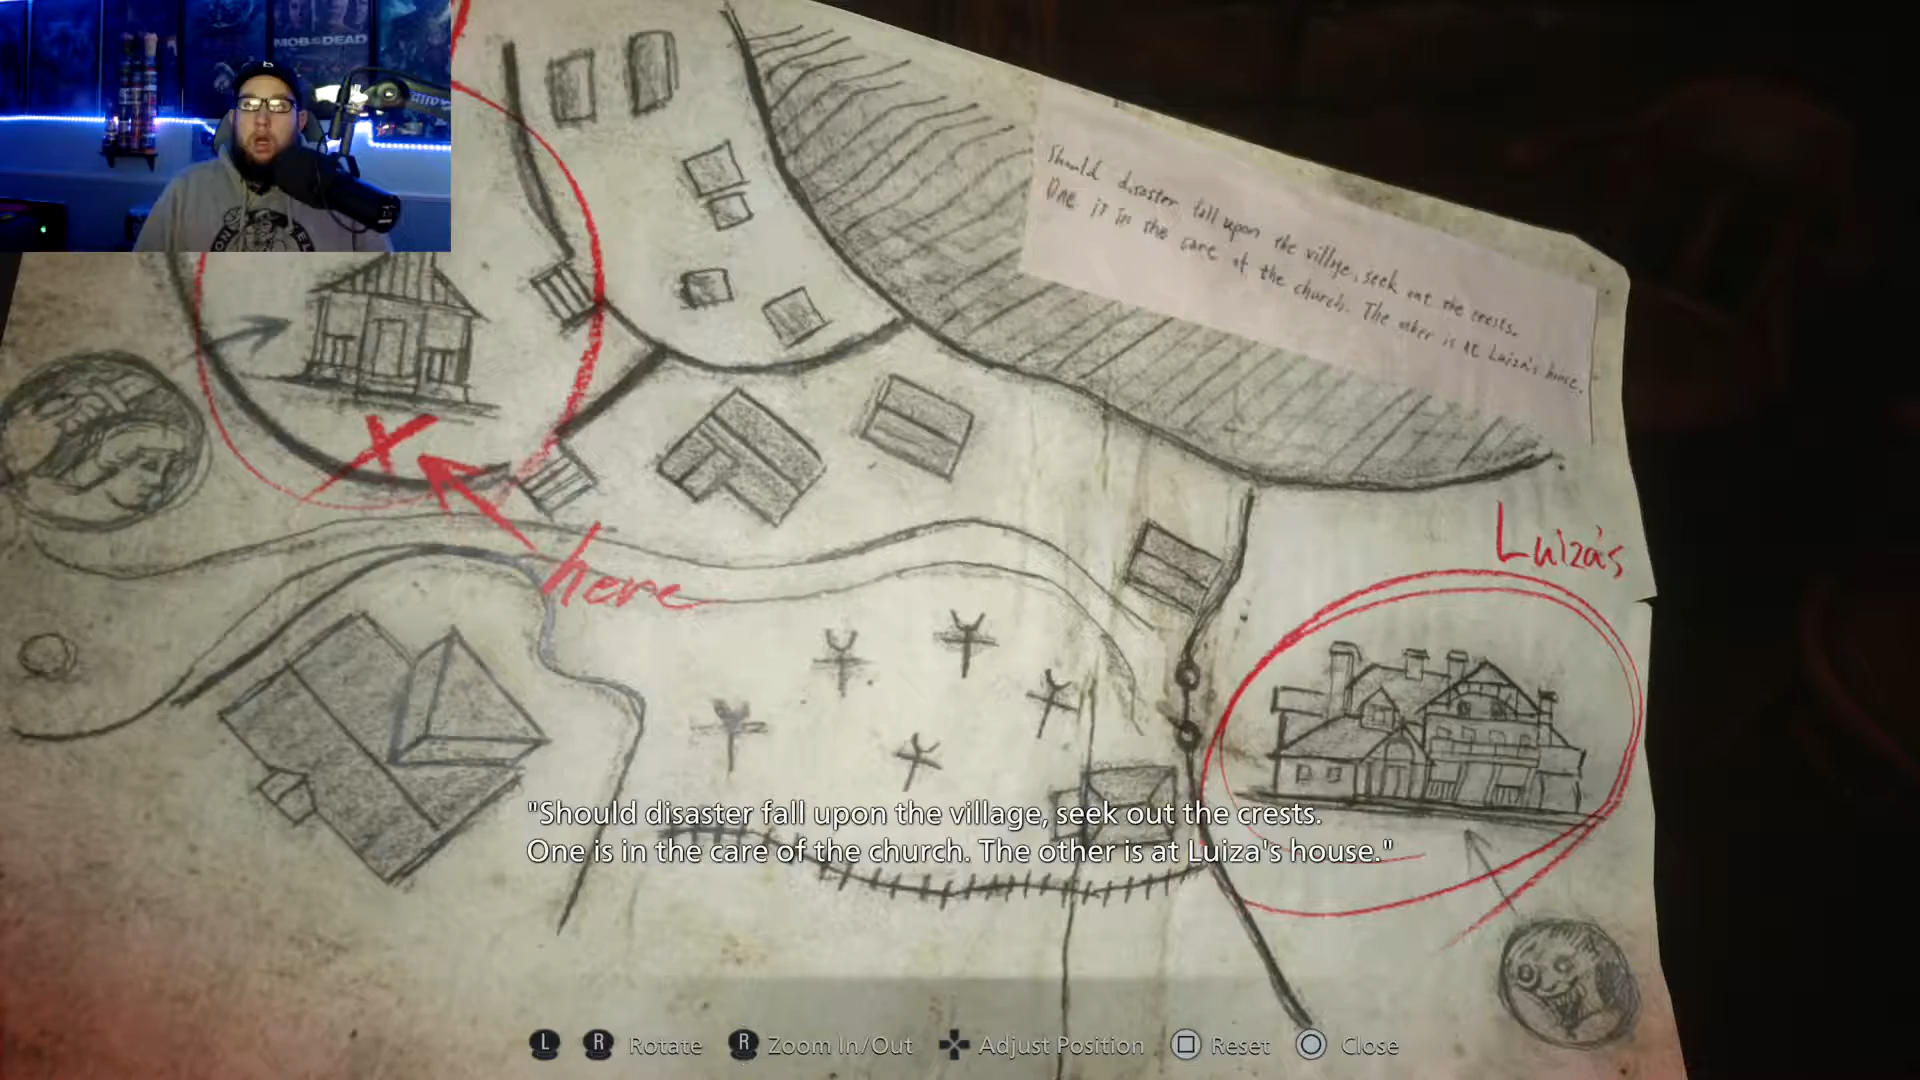 MOB OF THE DEAD
Should disaster fall upon the village, seek out the crests.
One is in the care of the church. The other is at Luiza's house.
Luiza's
here
"Should disaster fall upon the village, seek out the crests.
One is in the care of the church. The other is at Luiza's house."
L R Rotate R Zoom In/Out Adjust Position Reset Close